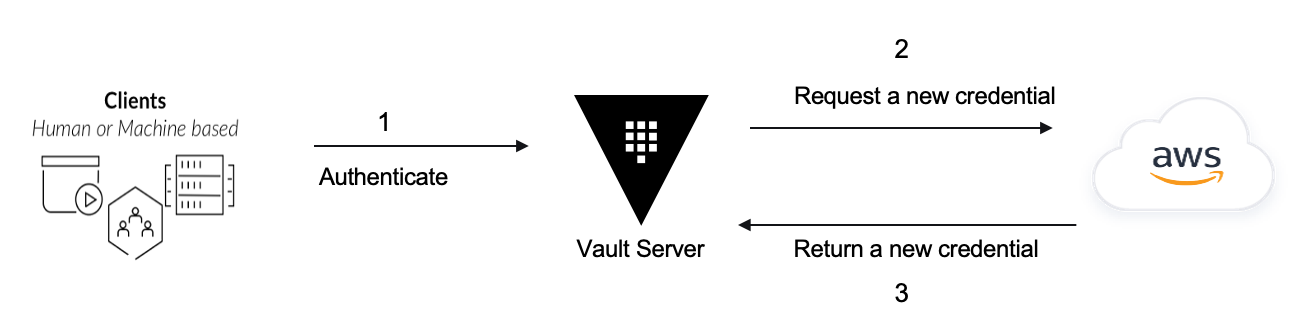 Clients
Human or Machine based
1
Authenticate
Vault Server
2
Request a new credential
aws
Return a new credential
3